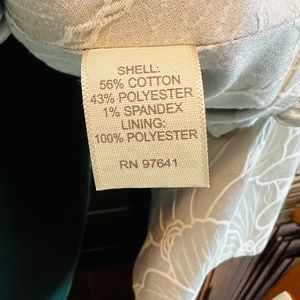 SHELL:
56% COTTON
43% POLYESTER
1% SPANDEX
LINING:
100% POLYESTER
RN 97641